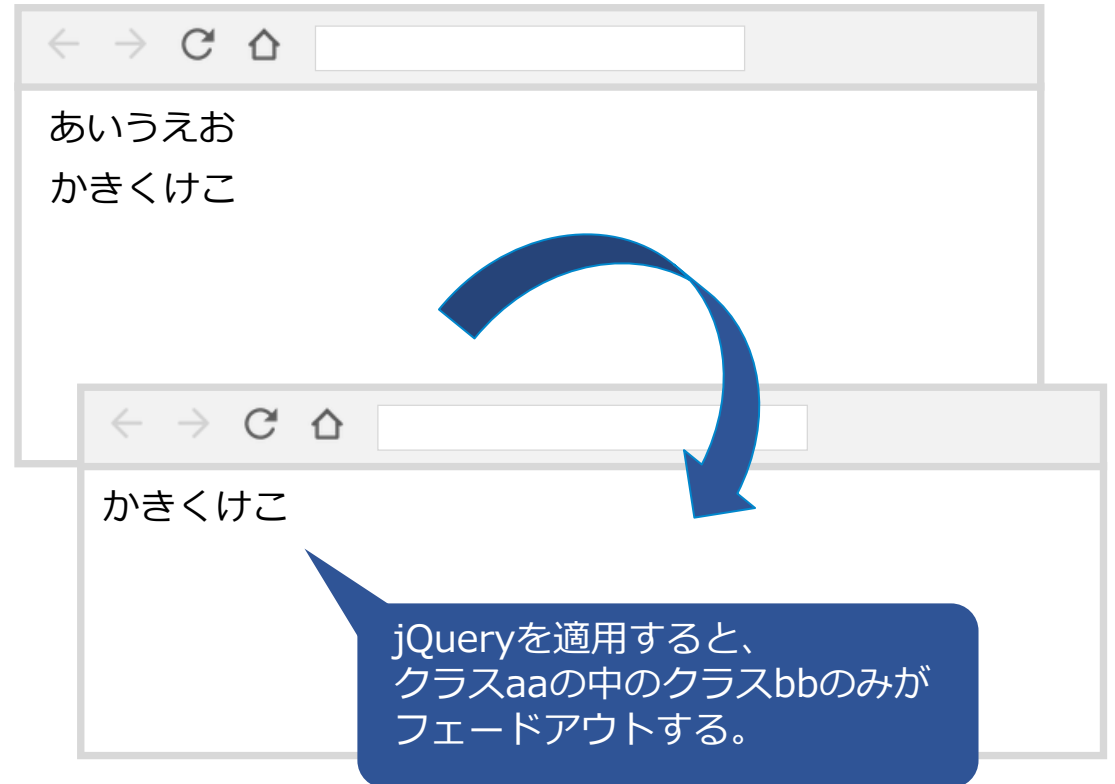 あいうえお
かきくけこ
かきくけこ
jQueryを適用すると、
クラスaaの中のクラスbbのみが
フェードアウトする。